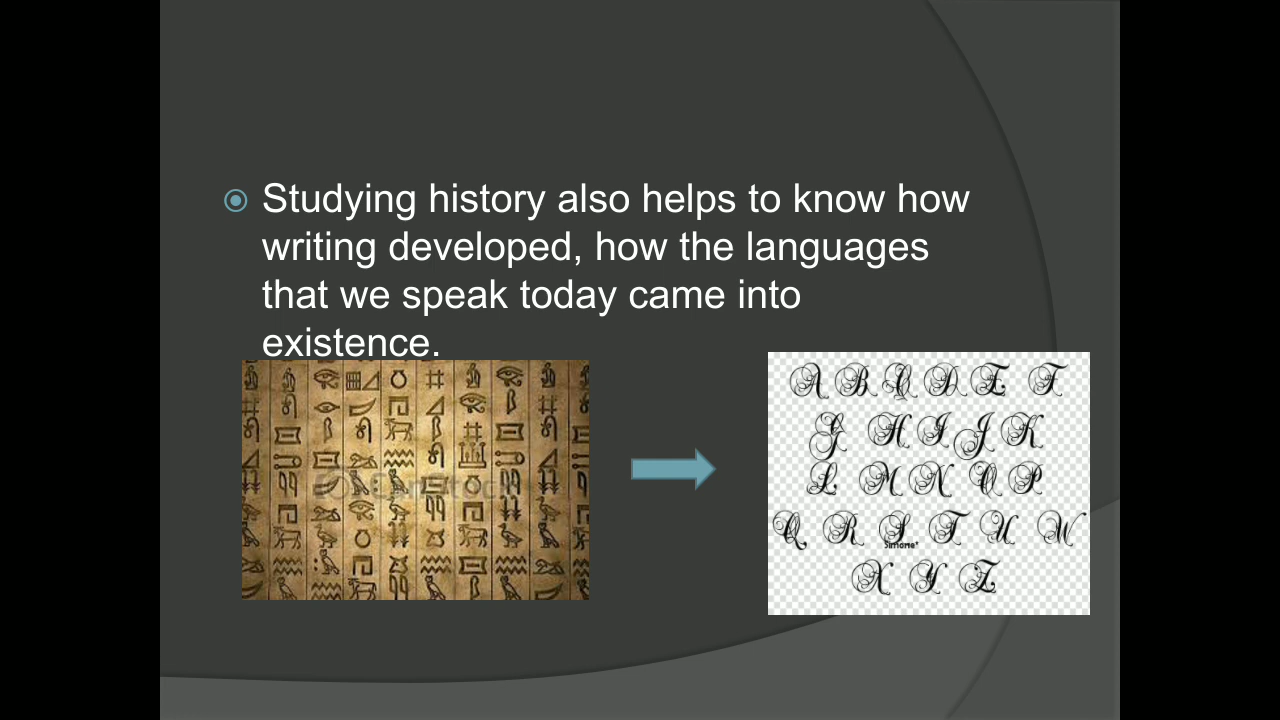 Studying history also helps to know how
writing developed, how the languages
that we speak today came into
existence.
A B C D E F
G H I J K
L M N O P
Q R S T U W
Simone*
X Y Z